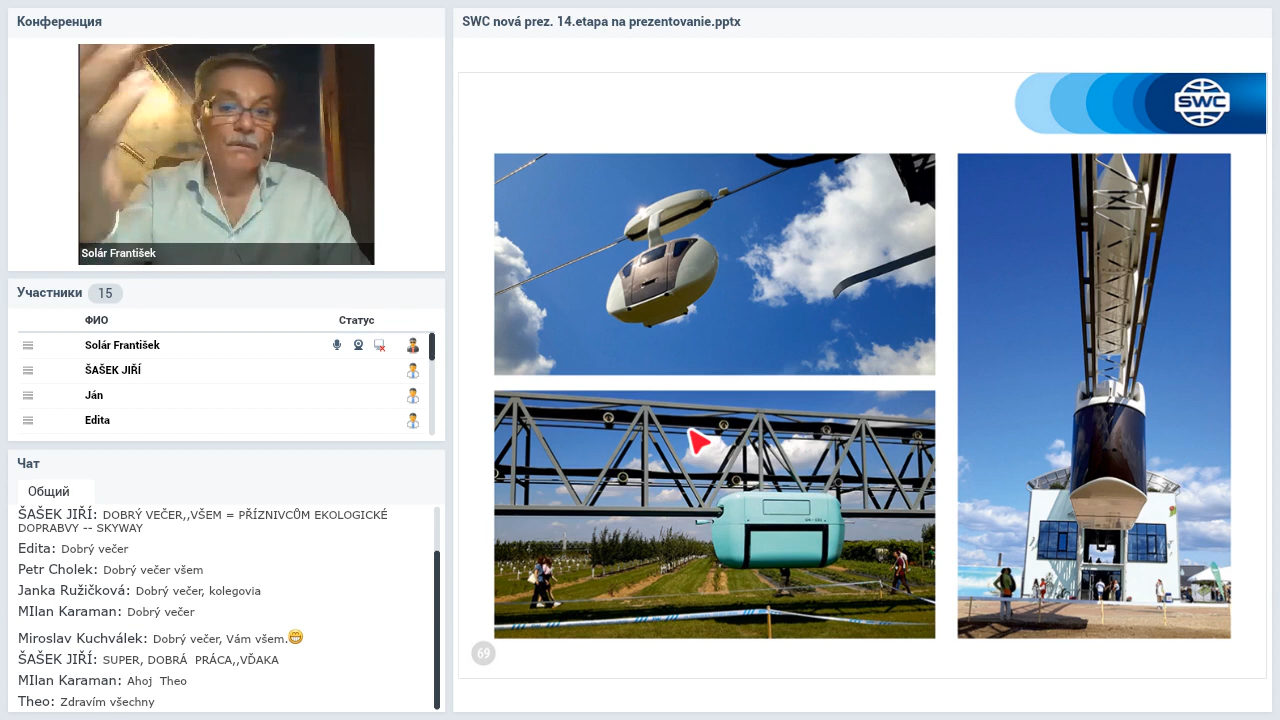 Конференция
Solár František
Участники 15
ФИО Статус
Solár František
ŠAŠEK JIŘÍ
Ján
Edita
Чат
Общий
ŠAŠEK JIŘÍ: DOBRÝ VEČER,,VŠEM = PŘÍZNIVCŮM EKOLOGICKÉ
DOPRABVY -- SKYWAY
Edita: Dobrý večer
Petr Cholek: Dobrý večer všem
Janka Ružičková: Dobrý večer, kolegovia
MIlan Karaman: Dobrý večer
Miroslav Kuchválek: Dobrý večer, Vám všem.
ŠAŠEK JIŘÍ: SUPER, DOBRÁ PRÁCA,,VĎAKA
MIlan Karaman: Ahoj Theo
Theo: Zdravím všechny
SWC nová prez. 14.etapa na prezentovanie.pptx
SWC
69